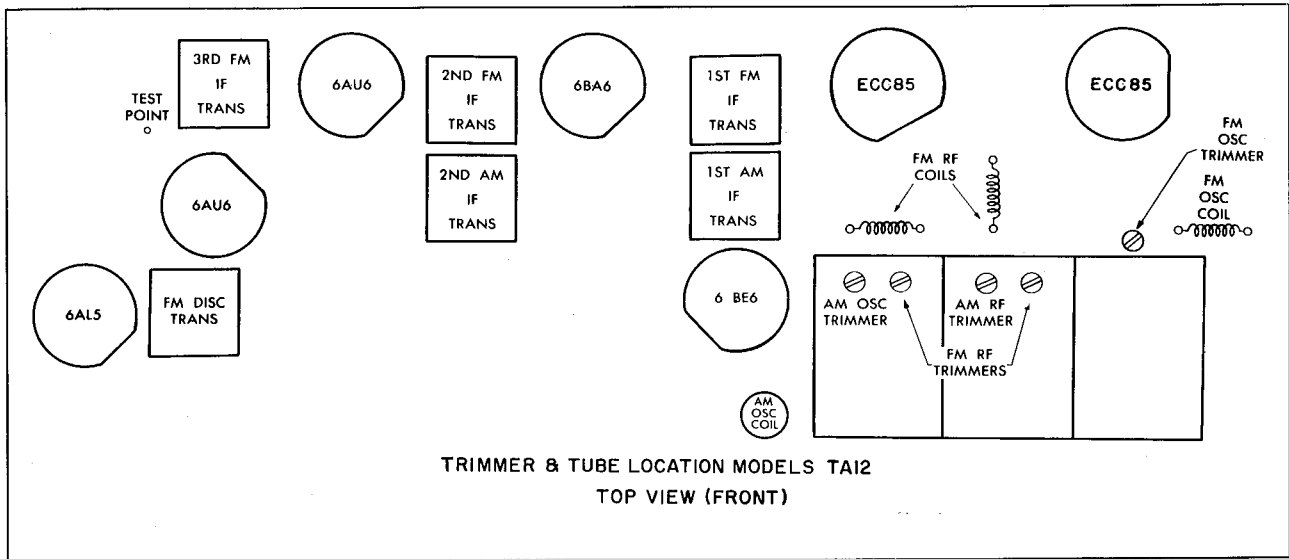 3RD FM
IF
TRANS
TEST
POINT
6AU6
2ND FM
IF
TRANS
6BA6
1ST FM
IF
TRANS
ECC85
ECC85
FM
OSC
TRIMMER
6AU6
2ND AM
IF
TRANS
1ST AM
IF
TRANS
FM RF
COILS
FM
OSC
COIL
6AL5
FM DISC
TRANS
6 BE6
AM OSC
TRIMMER
AM RF
TRIMMER
FM RF
TRIMMERS
AM
OSC
COIL
TRIMMER & TUBE LOCATION MODELS TA12
TOP VIEW (FRONT)